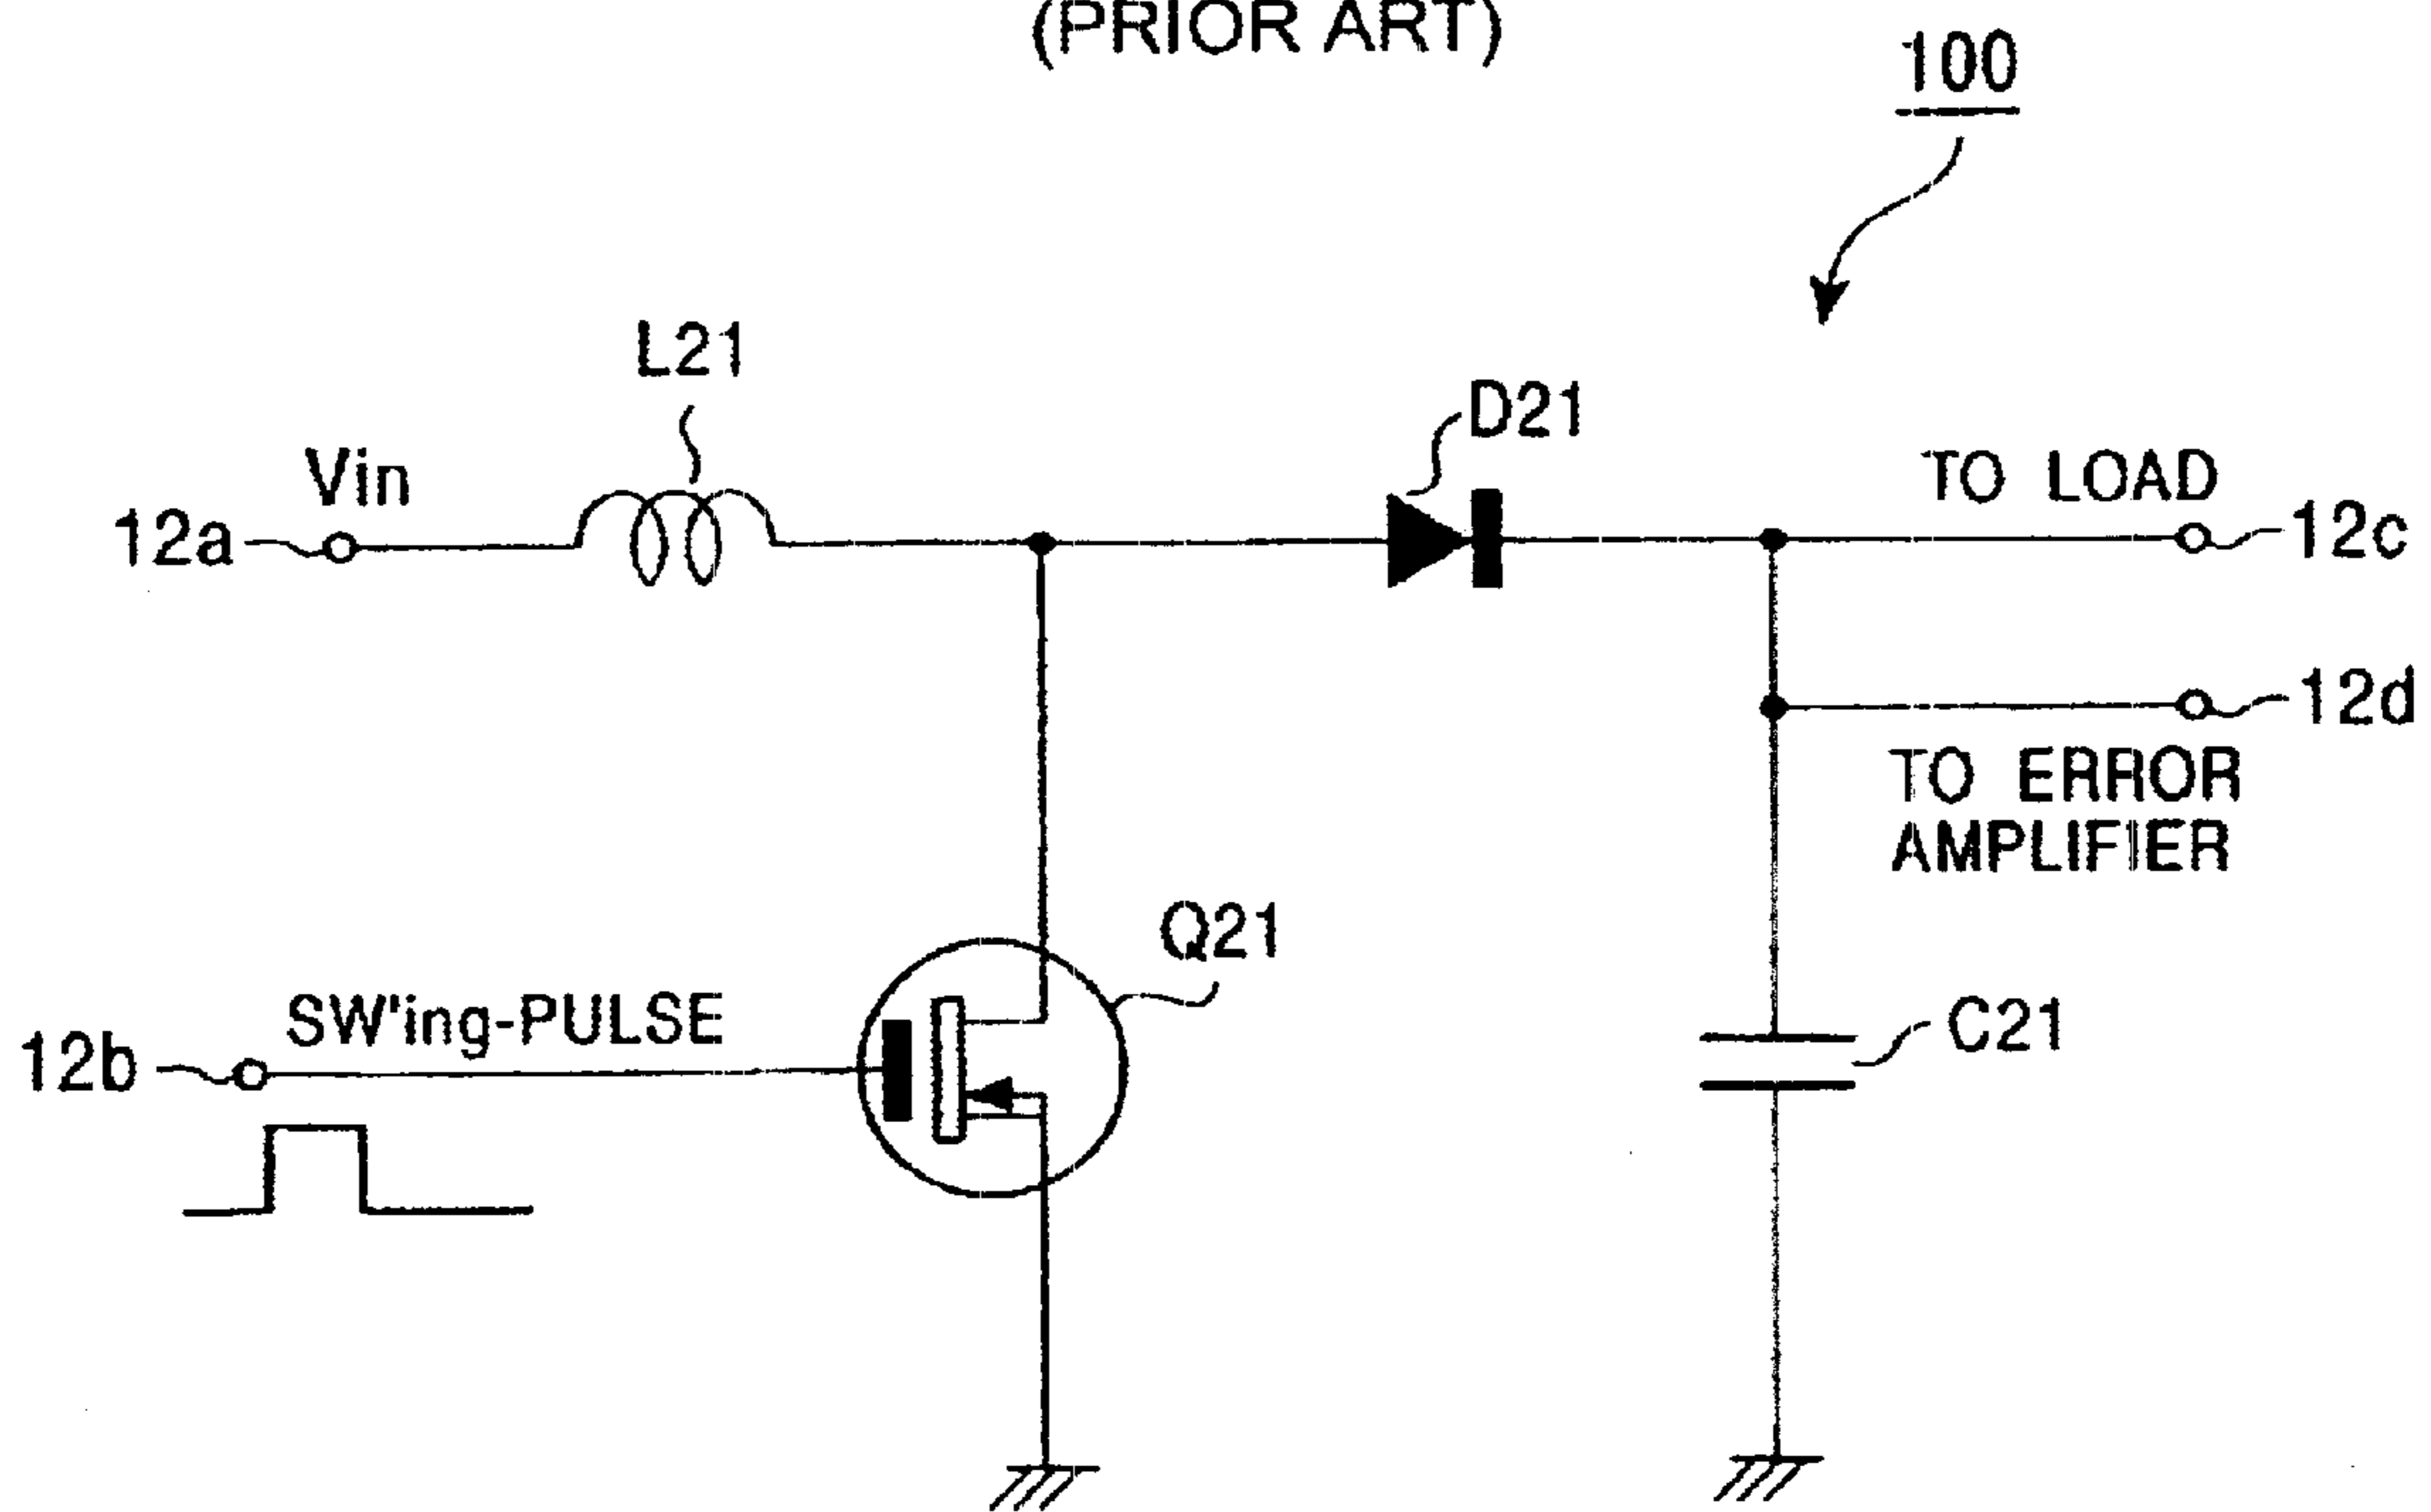 (PRIOR ART)
100
L21
D21
Vin
TO LOAD
12a
12c
12d
TO ERROR
AMPLIFIER
Q21
SW'ing-PULSE
C21
12b